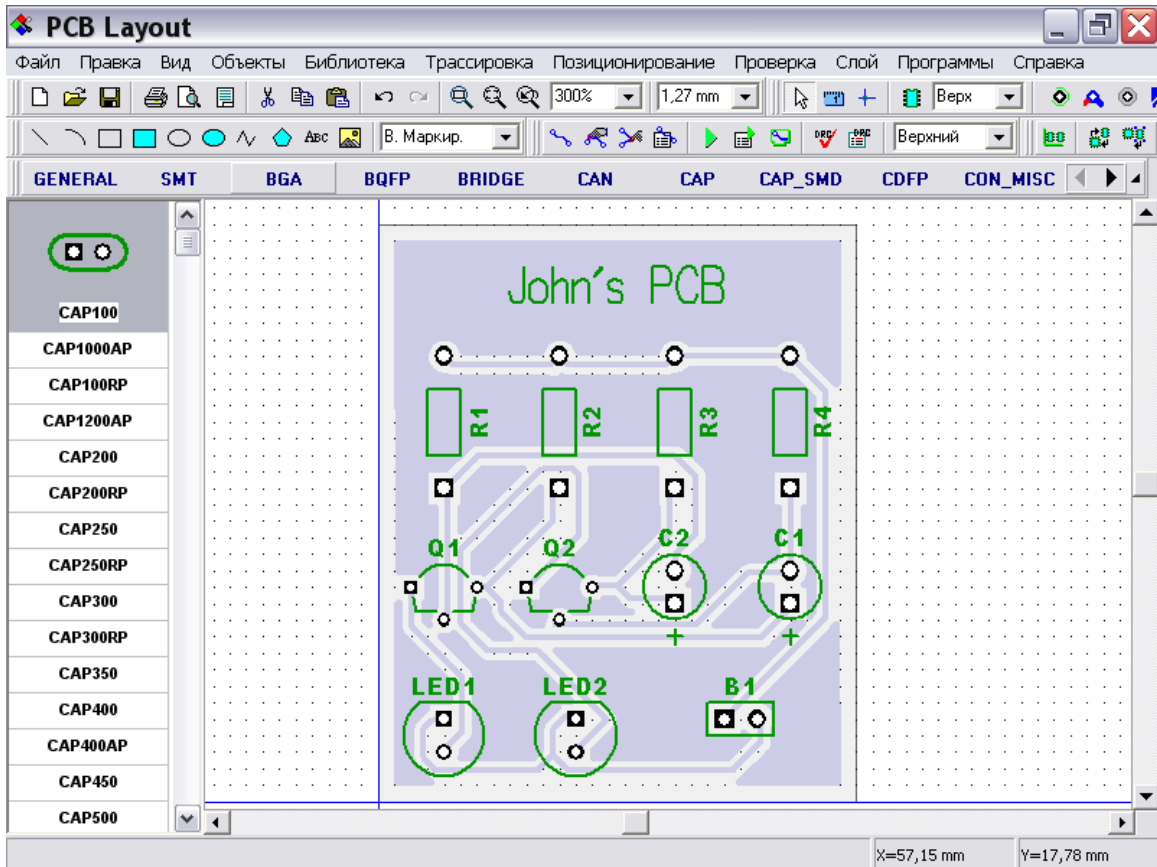 PCB Layout
Файл Правка Вид Объекты Библиотека Трассировка Позиционирование Проверка Слой Программы Справка
300% 1,27 mm Верх
ABC В. Маркир. DRC DRC Верхний
GENERAL SMT BGA BQFP BRIDGE CAN CAP CAP_SMD CDFP CON_MISC
CAP100
CAP1000AP
CAP100RP
CAP1200AP
CAP200
CAP200RP
CAP250
CAP250RP
CAP300
CAP300RP
CAP350
CAP400
CAP400AP
CAP450
CAP500
John's PCB
R1 R2 R3 R4
Q1 Q2 C2 C1
+ +
LED1 LED2 B1
X=57,15 mm Y=17,78 mm